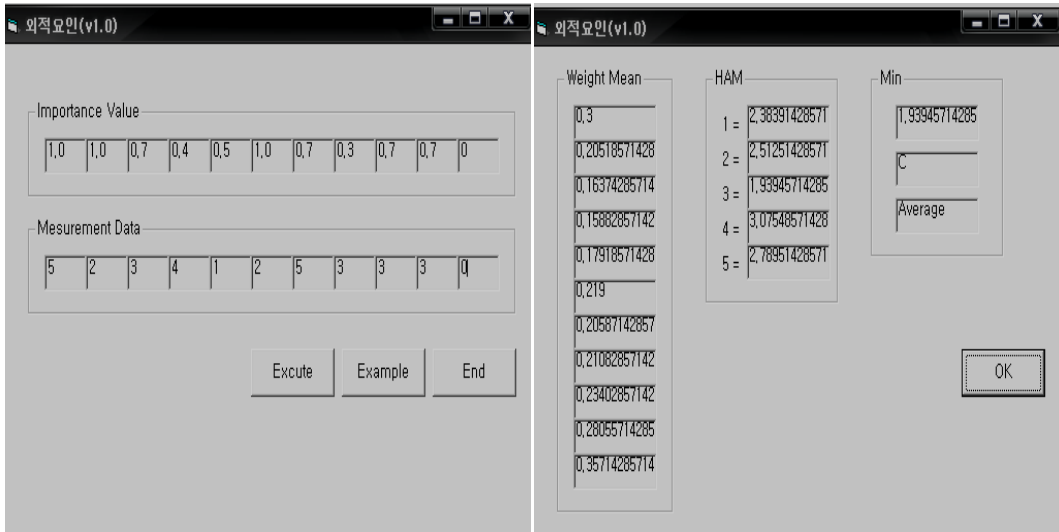 외적요인(v1.0)
Importance Value
1,0 1,0 0,7 0,4 0,5 1,0 0,7 0,3 0,7 0,7 0
Mesurement Data
5 2 3 4 1 2 5 3 3 3 0
Excute Example End
외적요인(v1.0)
Weight Mean
0,3
0,20518571428
0,16374285714
0,15882857142
0,17918571428
0,219
0,20587142857
0,21082857142
0,23402857142
0,28055714285
0,35714285714
HAM
1 = 2,38391428571
2 = 2,51251428571
3 = 1,93945714285
4 = 3,07548571428
5 = 2,78951428571
Min
1,93945714285
C
Average
OK